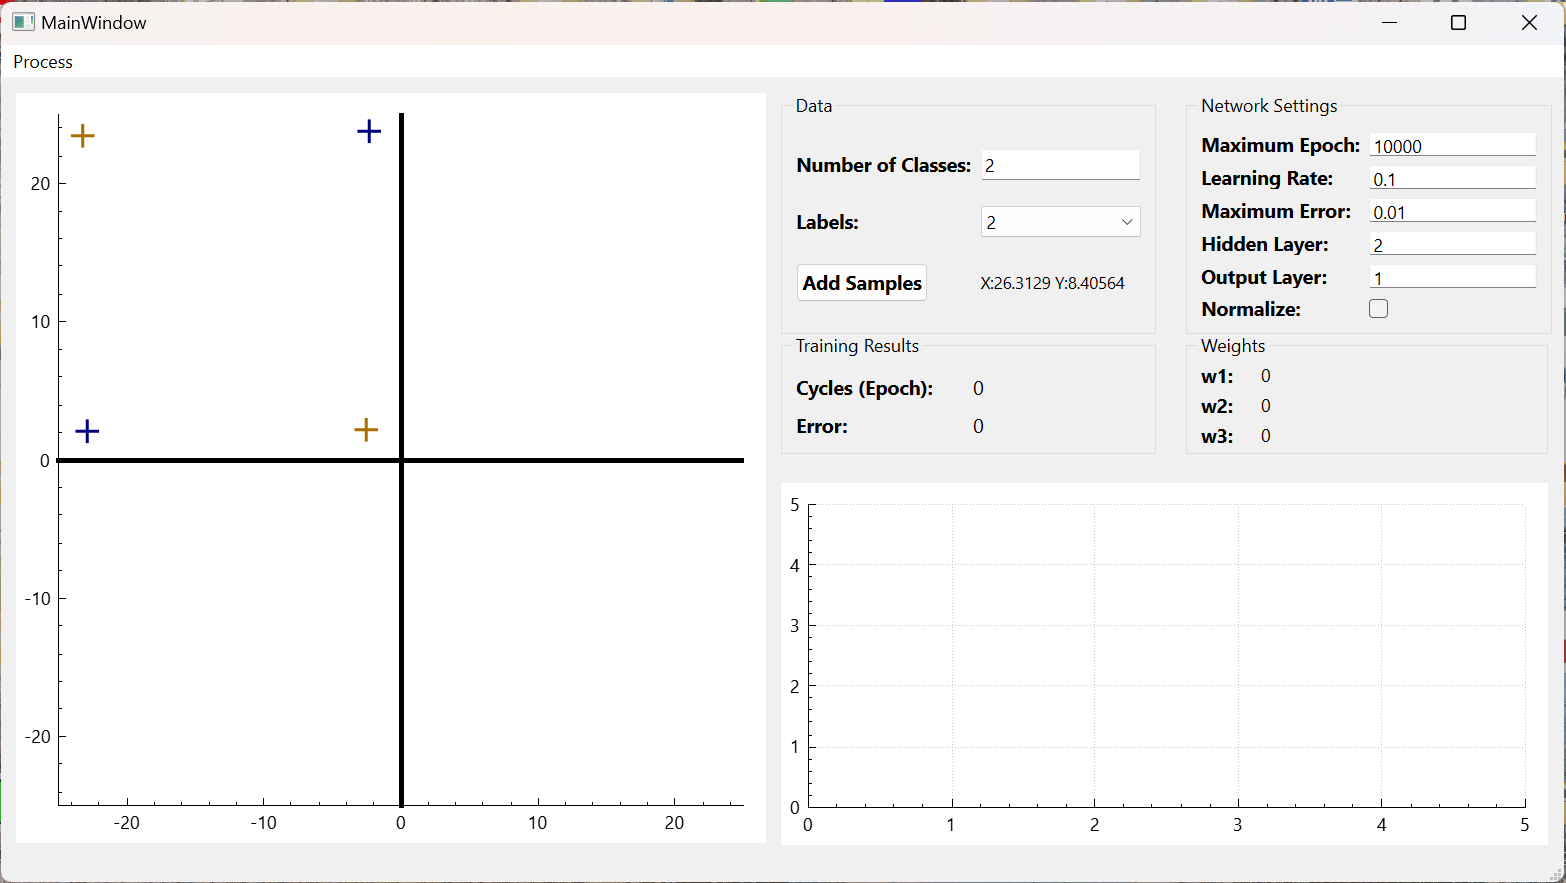 MainWindow
Process
20
10
0
-10
-20
-20
-10
0
10
20
Data
Number of Classes: 2
Labels: 2
Add Samples X:26.3129 Y:8.40564
Network Settings
Maximum Epoch: 10000
Learning Rate: 0.1
Maximum Error: 0.01
Hidden Layer: 2
Output Layer: 1
Normalize:
Training Results
Cycles (Epoch): 0
Error: 0
Weights
w1: 0
w2: 0
w3: 0
5
4
3
2
1
0
0
1
2
3
4
5